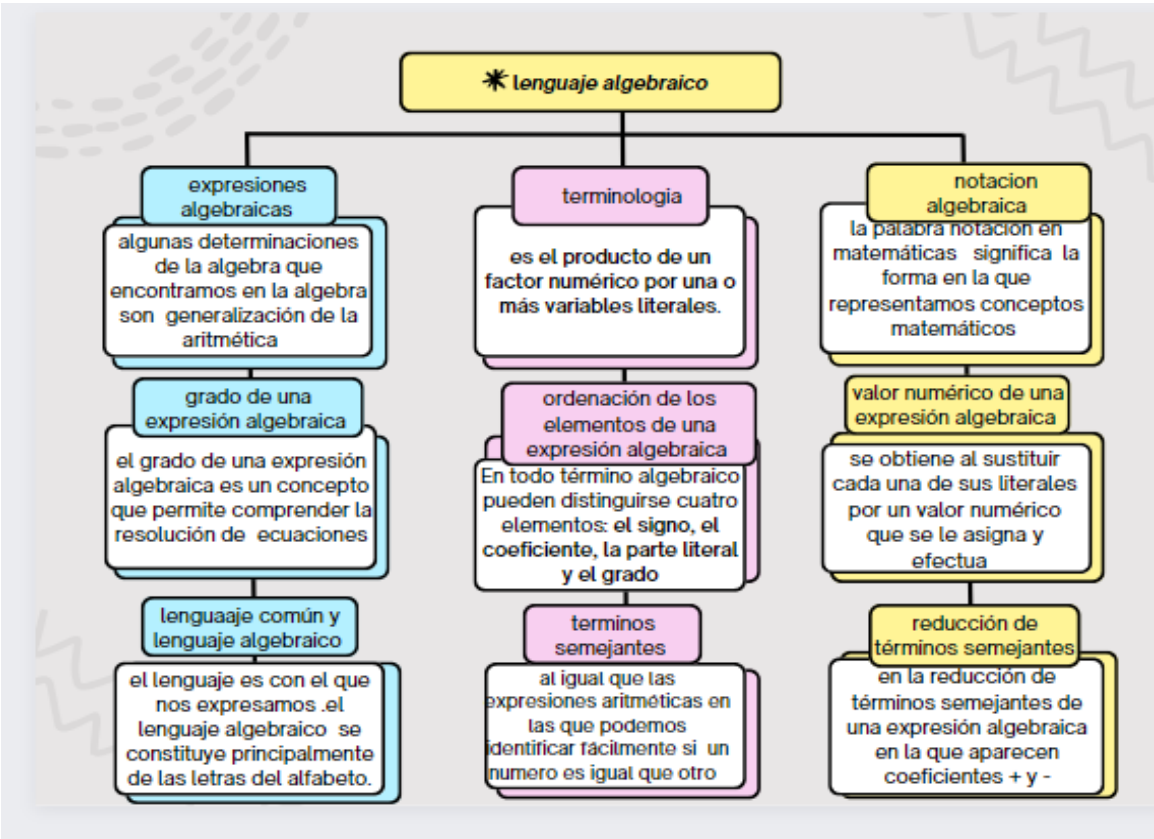 * lenguaje algebraico
expresiones
algebraicas
algunas determinaciones
de la algebra que
encontramos en la algebra
son generalización de la
aritmética
grado de una
expresión algebraica
el grado de una expresión
algebraica es un concepto
que permite comprender la
resolución de ecuaciones
lenguaaje común y
lenguaje algebraico
el lenguaje es con el que
nos expresamos .el
lenguaje algebraico se
constituye principalmente
de las letras del alfabeto.
terminologia
es el producto de un
factor numérico por una o
más variables literales.
ordenación de los
elementos de una
expresión algebraica
En todo término algebraico
pueden distinguirse cuatro
elementos: el signo, el
coeficiente, la parte literal
y el grado
terminos
semejantes
al igual que las
expresiones aritméticas en
las que podemos
identificar fácilmente si un
numero es igual que otro
notacion
algebraica
la palabra notación en
matemáticas significa la
forma en la que
representamos conceptos
matemáticos
valor numérico de una
expresión algebraica
se obtiene al sustituir
cada una de sus literales
por un valor numérico
que se le asigna y
efectua
reducción de
términos semejantes
en la reducción de
términos semejantes de
una expresión algebraica
en la que aparecen
coeficientes + y -